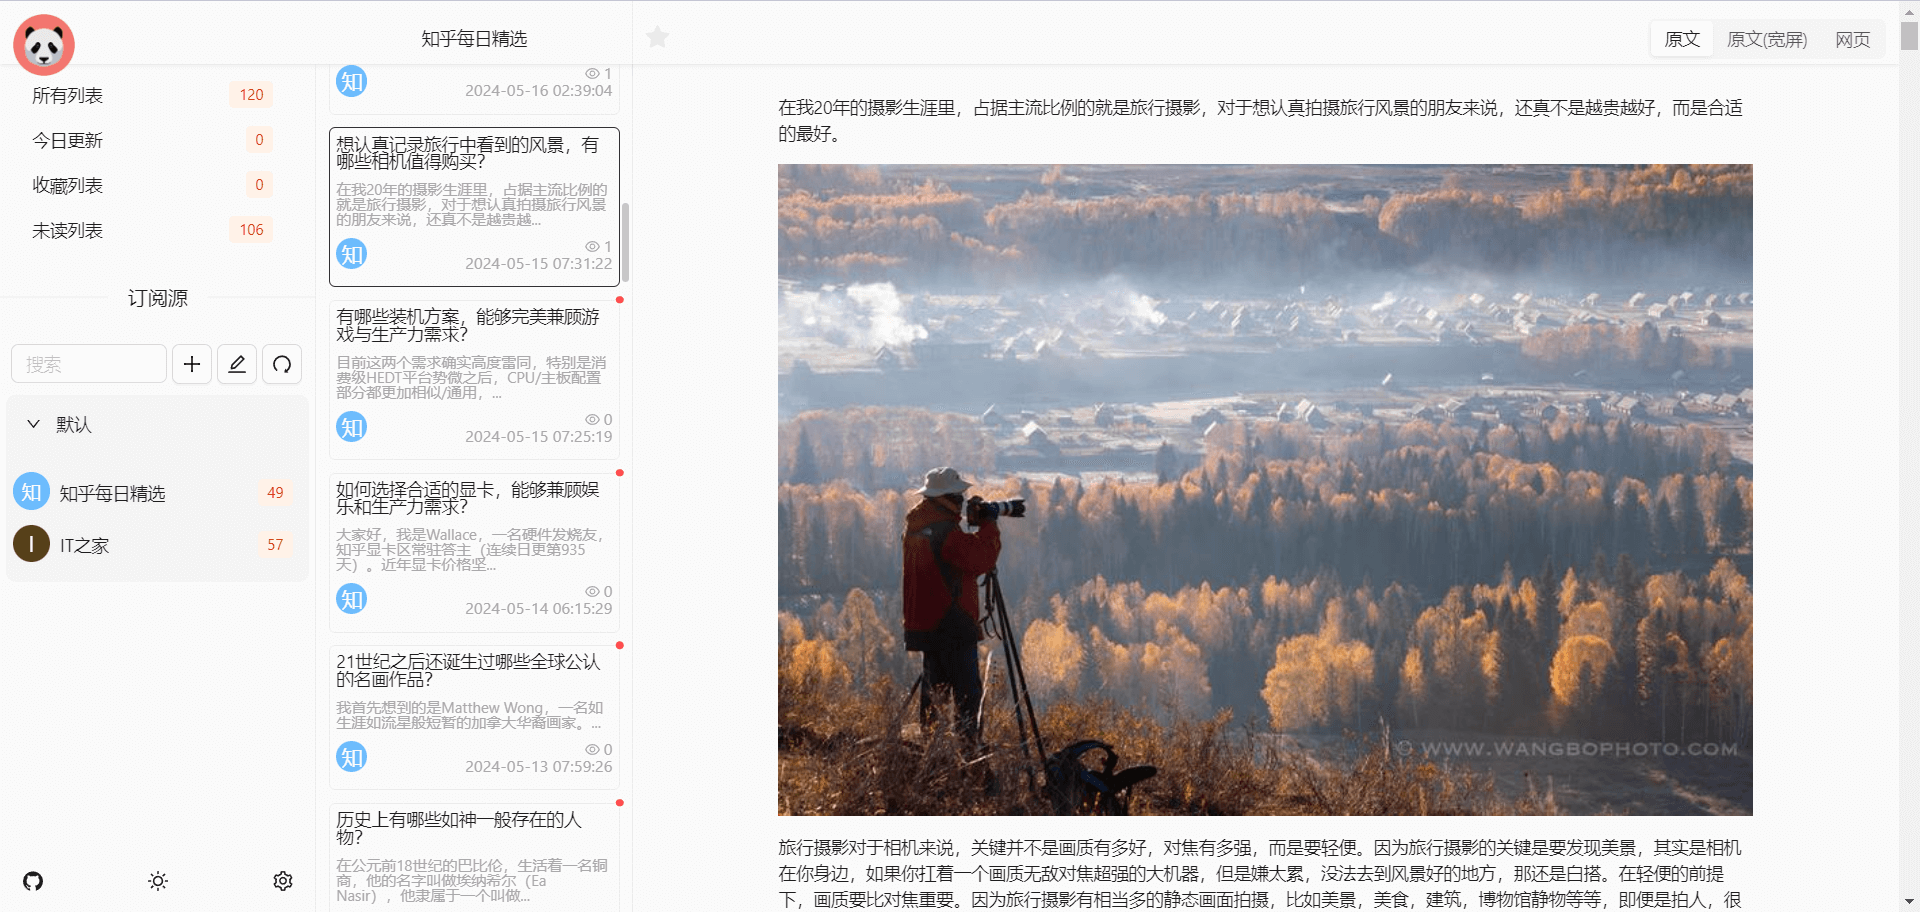 知乎每日精选
原文
原文(宽屏)
网页
所有列表
120
今日更新
0
收藏列表
0
未读列表
106
订阅源
搜索
默认
知
知乎每日精选
49
I
IT之家
57
知
1
2024-05-16 02:39:04
想认真记录旅行中看到的风景，有
哪些相机值得购买？
在我20年的摄影生涯里，占据主流比例的
就是旅行摄影，对于想认真拍摄旅行风景
的朋友来说，还真不是越贵越...
知
1
2024-05-15 07:31:22
有哪些装机方案，能够完美兼顾游
戏与生产力需求？
目前这两个需求确实高度雷同，特别是消
费级HEDT平台势微之后，CPU/主板配置
部分都更加相似/通用，...
知
0
2024-05-15 07:25:19
如何选择合适的显卡，能够兼顾娱
乐和生产力需求？
大家好，我是Wallace，一名硬件发烧友，
知乎显卡区常驻答主（连续日更第935
天）。近年显卡价格坚...
知
0
2024-05-14 06:15:29
21世纪之后还诞生过哪些全球公认
的名画作品？
我首先想到的是Matthew Wong，一名如
生涯如流星般短暂的加拿大华裔画家。...
知
0
2024-05-13 07:59:26
历史上有哪些如神一般存在的人
物？
在公元前18世纪的巴比伦，生活着一名铜
商，他的名字叫做埃纳希尔（Ea
Nasir），他隶属于一个叫做...
在我20年的摄影生涯里，占据主流比例的就是旅行摄影，对于想认真拍摄旅行风景的朋友来说，还真不是越贵越好，而是合适
的最好。
© WWW.WANGBOPHOTO.COM
旅行摄影对于相机来说，关键并不是画质有多好，对焦有多强，而是要轻便。因为旅行摄影的关键是要发现美景，其实是相机
在你身边，如果你扛着一个画质无敌对焦超强的大机器，但是嫌太累，没法去到风景好的地方，那还是白搭。在轻便的前提
下，画质要比对焦重要。因为旅行摄影有相当多的静态画面拍摄，比如美景，美食，建筑，博物馆静物等等，即便是拍人，很